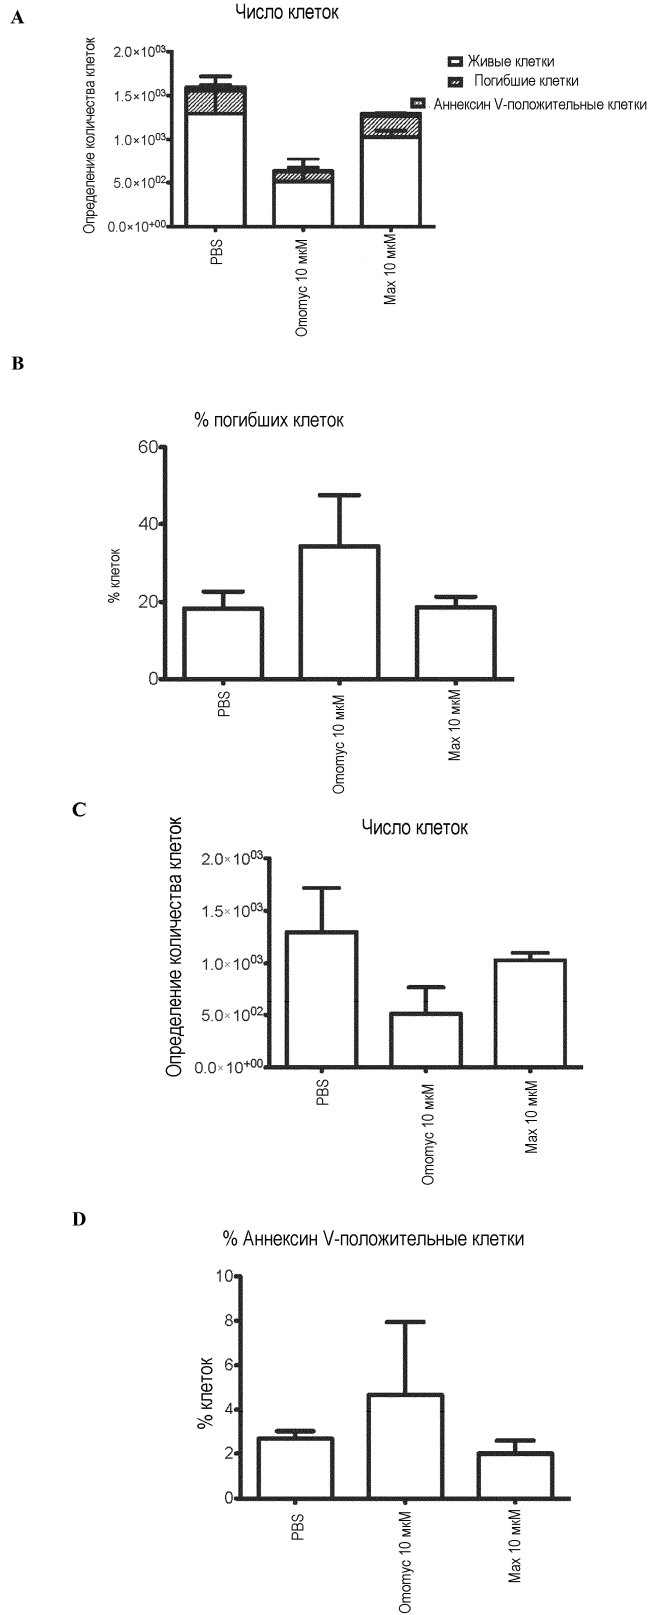 A
Число клеток
Определение количества клеток
2.0×10⁰³
1.5×10⁰³
1.0×10⁰³
5.0×10⁰²
0.0×10⁺⁰⁰
Живые клетки
Погибшие клетки
Аннексин V-положительные клетки
PBS
Omomyc 10 мкМ
Max 10 мкМ
B
% погибших клеток
% клеток
60
40
20
0
PBS
Omomyc 10 мкМ
Max 10 мкМ
C
Число клеток
Определение количества клеток
2.0×10⁰³
1.5×10⁰³
1.0×10⁰³
5.0×10⁰²
0.0×10⁺⁰⁰
PBS
Omomyc 10 мкМ
Max 10 мкМ
D
% Аннексин V-положительные клетки
% клеток
10
8
6
4
2
0
PBS
Omomyc 10 мкМ
Max 10 мкМ